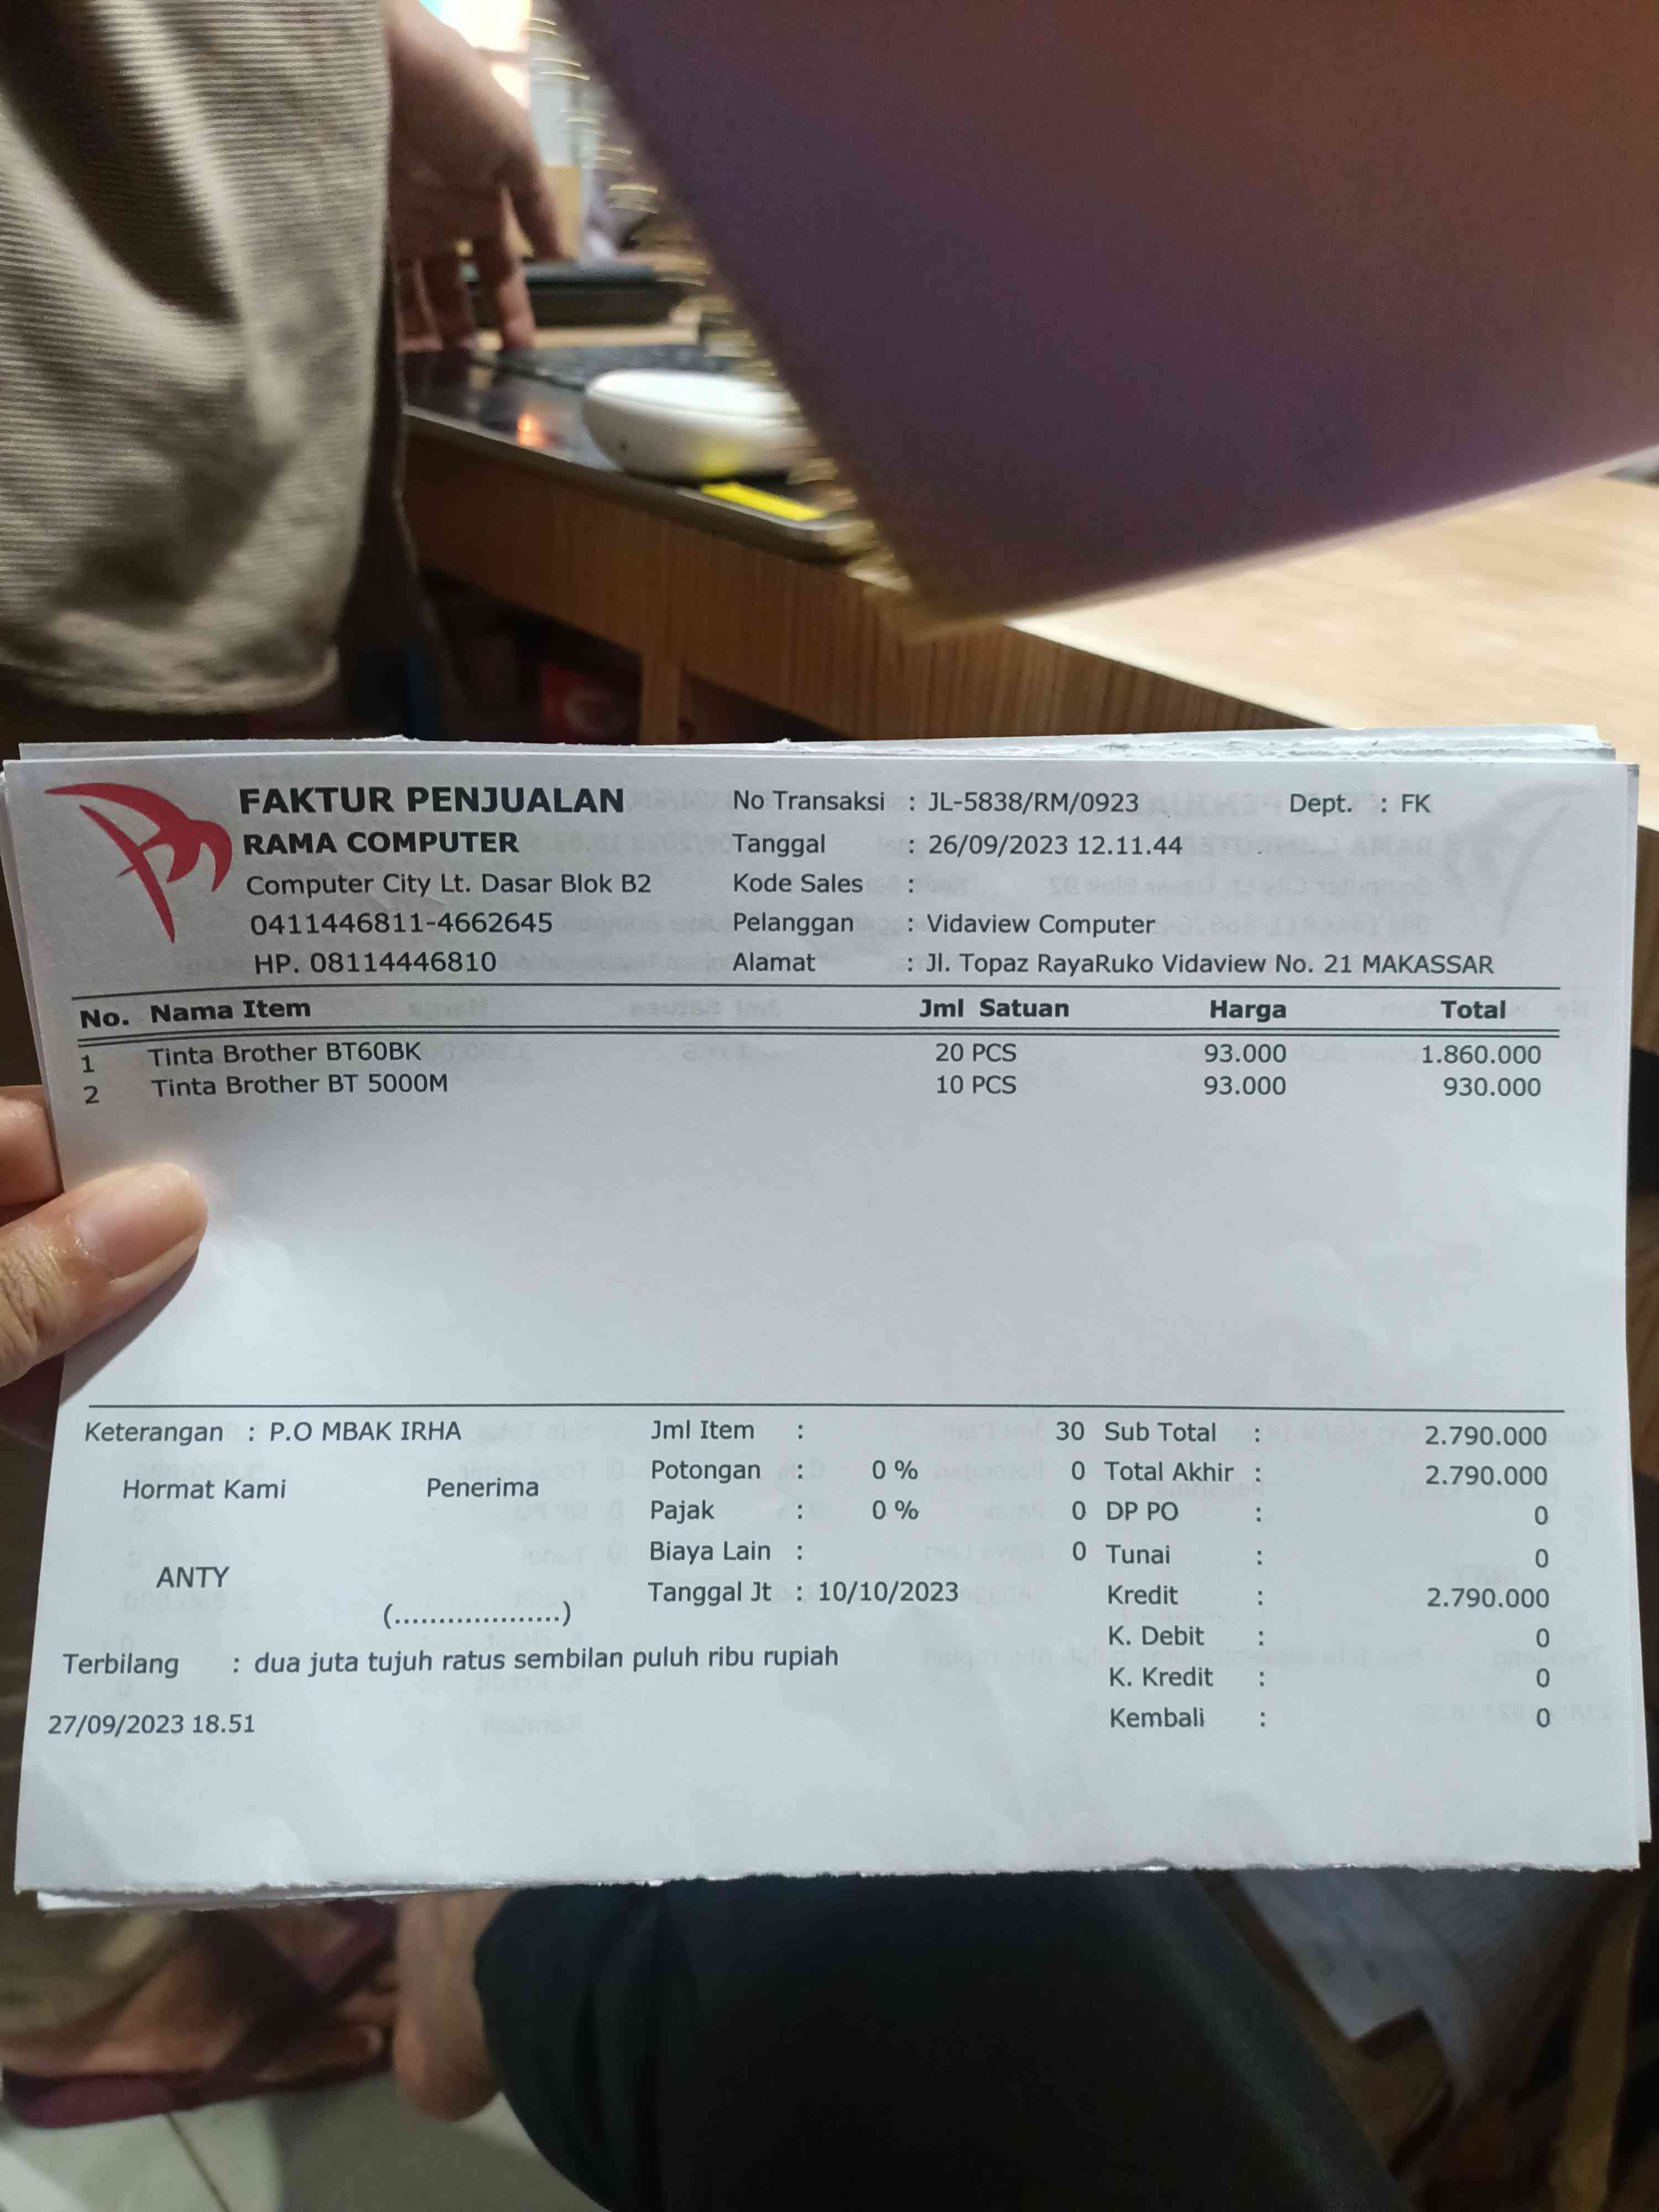 FAKTUR PENJUALAN
RAMA COMPUTER
Computer City Lt. Dasar Blok B2
0411446811-4662645
HP. 08114446810
No Transaksi : JL-5838/RM/0923 Dept. : FK
Tanggal : 26/09/2023 12.11.44
Kode Sales :
Pelanggan : Vidaview Computer
Alamat : Jl. Topaz RayaRuko Vidaview No. 21 MAKASSAR
No. Nama Item Jml Satuan Harga Total
1 Tinta Brother BT60BK 20 PCS 93.000 1.860.000
2 Tinta Brother BT 5000M 10 PCS 93.000 930.000
Keterangan : P.O MBAK IRHA
Hormat Kami Penerima
ANTY
(...................)
Jml Item : 30
Potongan : 0 % 0
Pajak : 0 % 0
Biaya Lain : 0
Tanggal Jt : 10/10/2023
Sub Total : 2.790.000
Total Akhir : 2.790.000
DP PO : 0
Tunai : 0
Kredit : 2.790.000
K. Debit : 0
K. Kredit : 0
Kembali : 0
Terbilang : dua juta tujuh ratus sembilan puluh ribu rupiah
27/09/2023 18.51